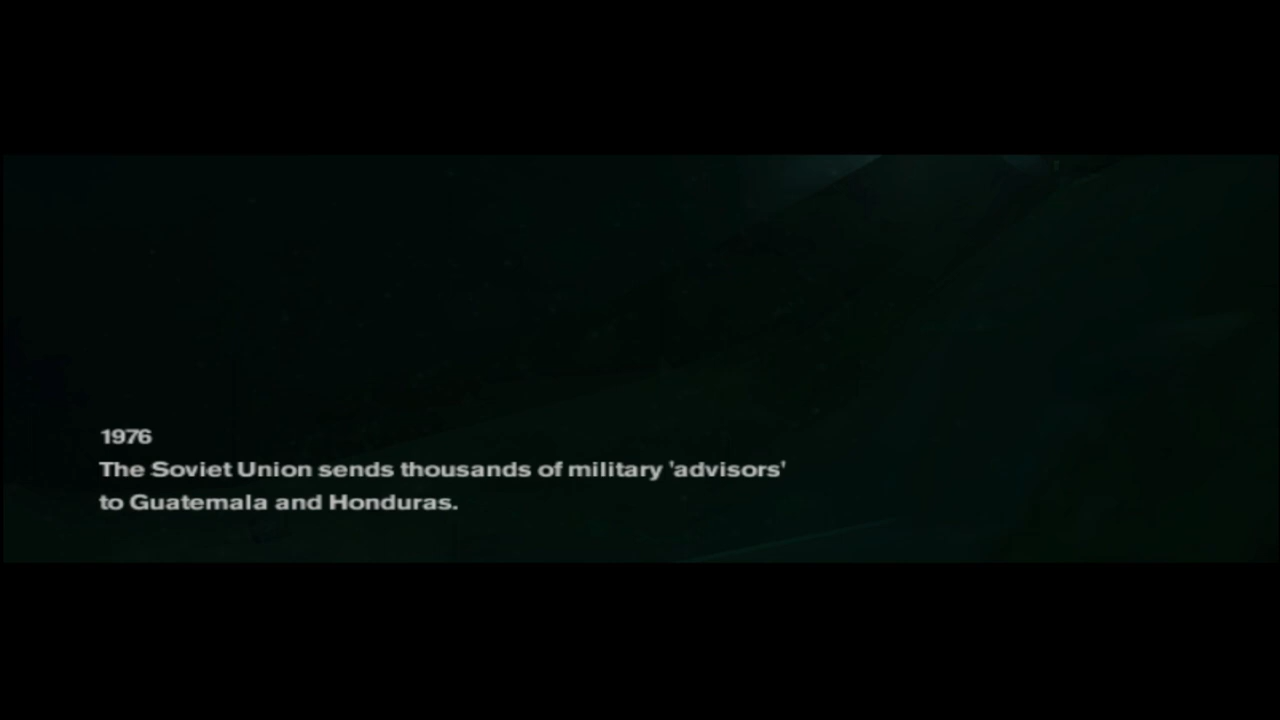 1976
The Soviet Union sends thousands of military 'advisors'
to Guatemala and Honduras.